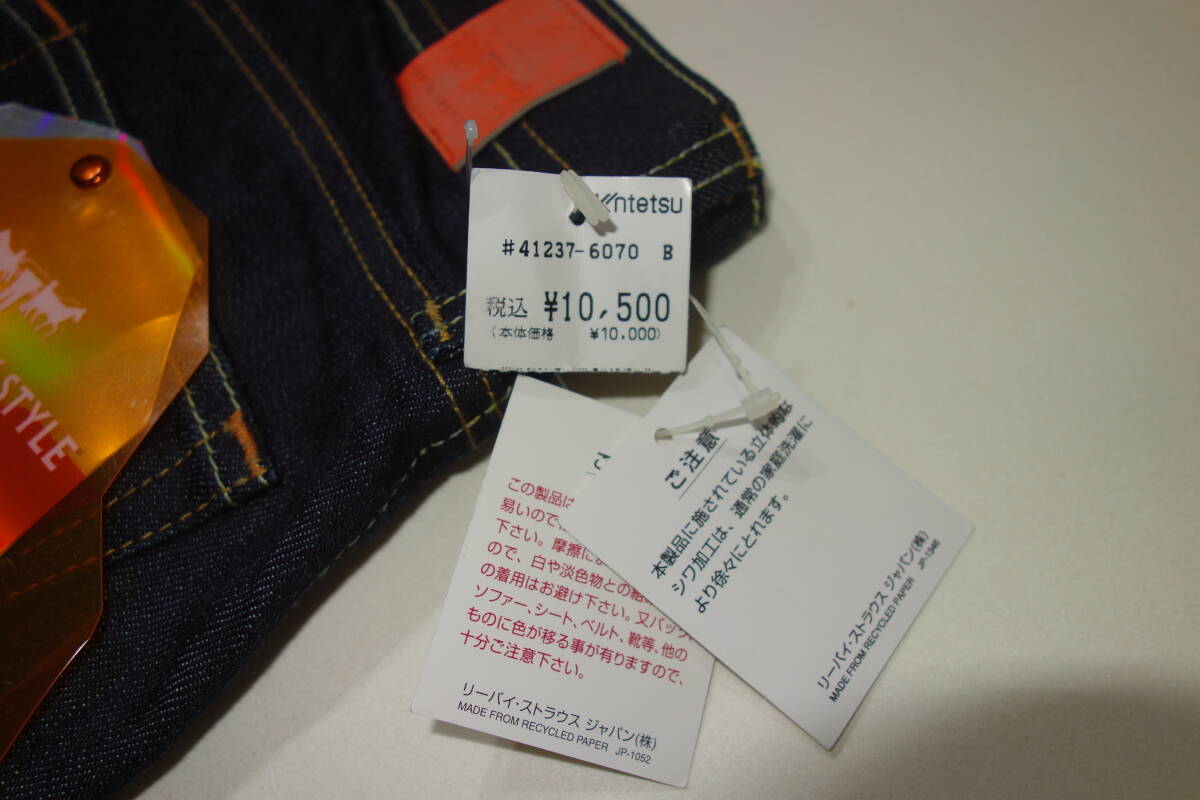 ntetsu
#41237-6070 B
税込 ¥10,500
(本体価格 ¥10,000)
STYLE
この製品は
易いので
下さい。摩擦に
ので、白や淡色物との
の着用はお避け下さい。又バッグ
ソファー、シート、ベルト、靴等、他の
ものに色が移る事が有りますので、
十分ご注意下さい。
リーバイ・ストラウス ジャパン(株)
MADE FROM RECYCLED PAPER JP-1052
ご注意
本製品に施されている立体的な
シワ加工は、通常の家庭洗濯に
より徐々にとれます。
リーバイ・ストラウス ジャパン(株)
MADE FROM RECYCLED PAPER JP-1346